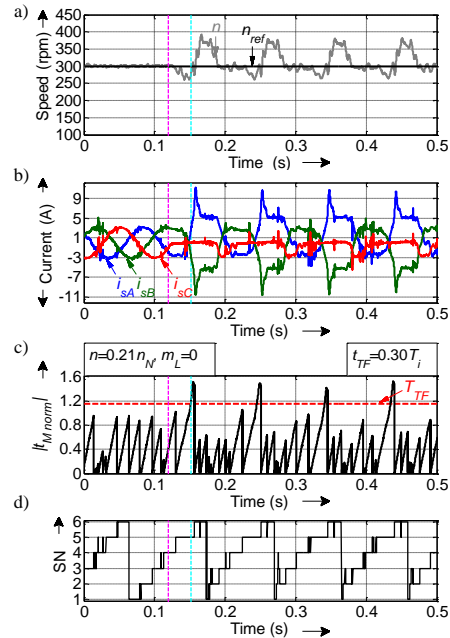 a)
n
n_ref
Speed (rpm)
400
350
300
250
200
150
100
0 0.1 0.2 0.3 0.4 0.5
Time (s)
b)
Current (A)
9
5
1
-3
-7
-11
i_sA i_sB i_sC
0 0.1 0.2 0.3 0.4 0.5
Time (s)
c)
n=0.21n_N, m_L=0
t_TF=0.30T_i
|t_M norm|
1.6
1.2
0.8
0.4
0
T_TF
0 0.1 0.2 0.3 0.4 0.5
Time (s)
d)
SN
6
5
4
3
2
1
0 0.1 0.2 0.3 0.4 0.5
Time (s)